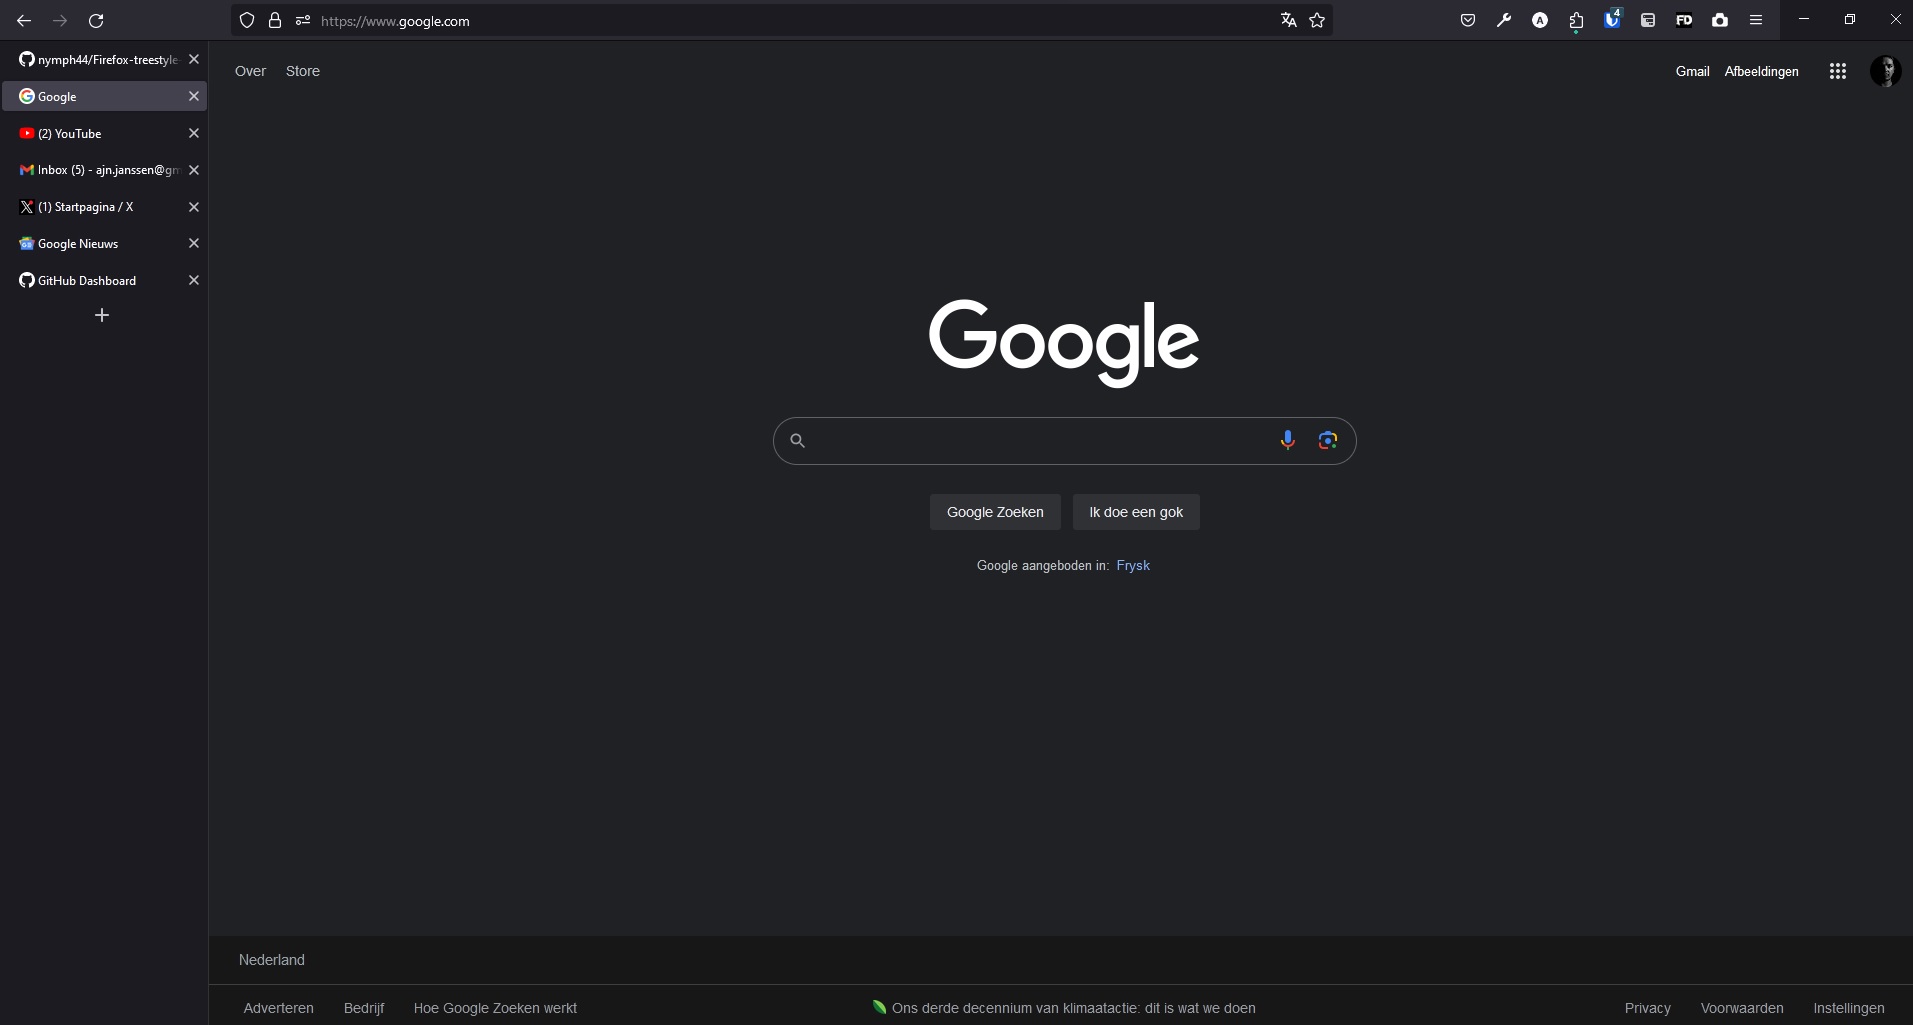 https://www.google.com
4
FD
A
nymph44/Firefox-treestyle-
Google
(2) YouTube
Inbox (5) - ajn.janssen@gm
(1) Startpagina / X
Google Nieuws
GitHub Dashboard
Over Store
Gmail Afbeeldingen
Google
Google Zoeken Ik doe een gok
Google aangeboden in: Frysk
Nederland
Adverteren Bedrijf Hoe Google Zoeken werkt
Ons derde decennium van klimaatactie: dit is wat we doen
Privacy Voorwaarden Instellingen